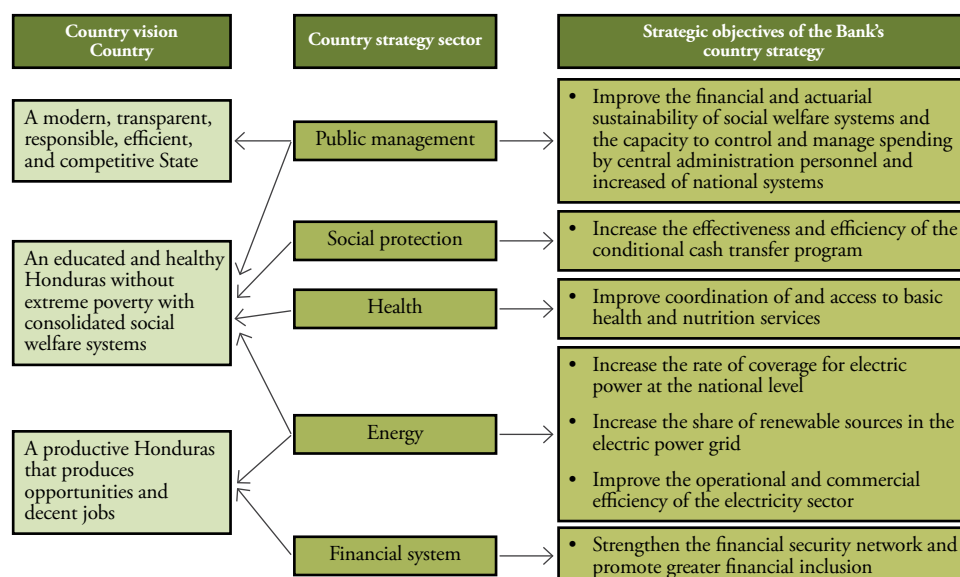 Country vision
Country
Country strategy sector
Strategic objectives of the Bank's
country strategy
A modern, transparent,
responsible, efficient,
and competitive State
An educated and healthy
Honduras without
extreme poverty with
consolidated social
welfare systems
A productive Honduras
that produces
opportunities and
decent jobs
Public management
Social protection
Health
Energy
Financial system
• Improve the financial and actuarial
sustainability of social welfare systems and
the capacity to control and manage spending
by central administration personnel and
increased of national systems
• Increase the effectiveness and efficiency of the
conditional cash transfer program
• Improve coordination of and access to basic
health and nutrition services
• Increase the rate of coverage for electric
power at the national level
• Increase the share of renewable sources in the
electric power grid
• Improve the operational and commercial
efficiency of the electricity sector
• Strengthen the financial security network and
promote greater financial inclusion